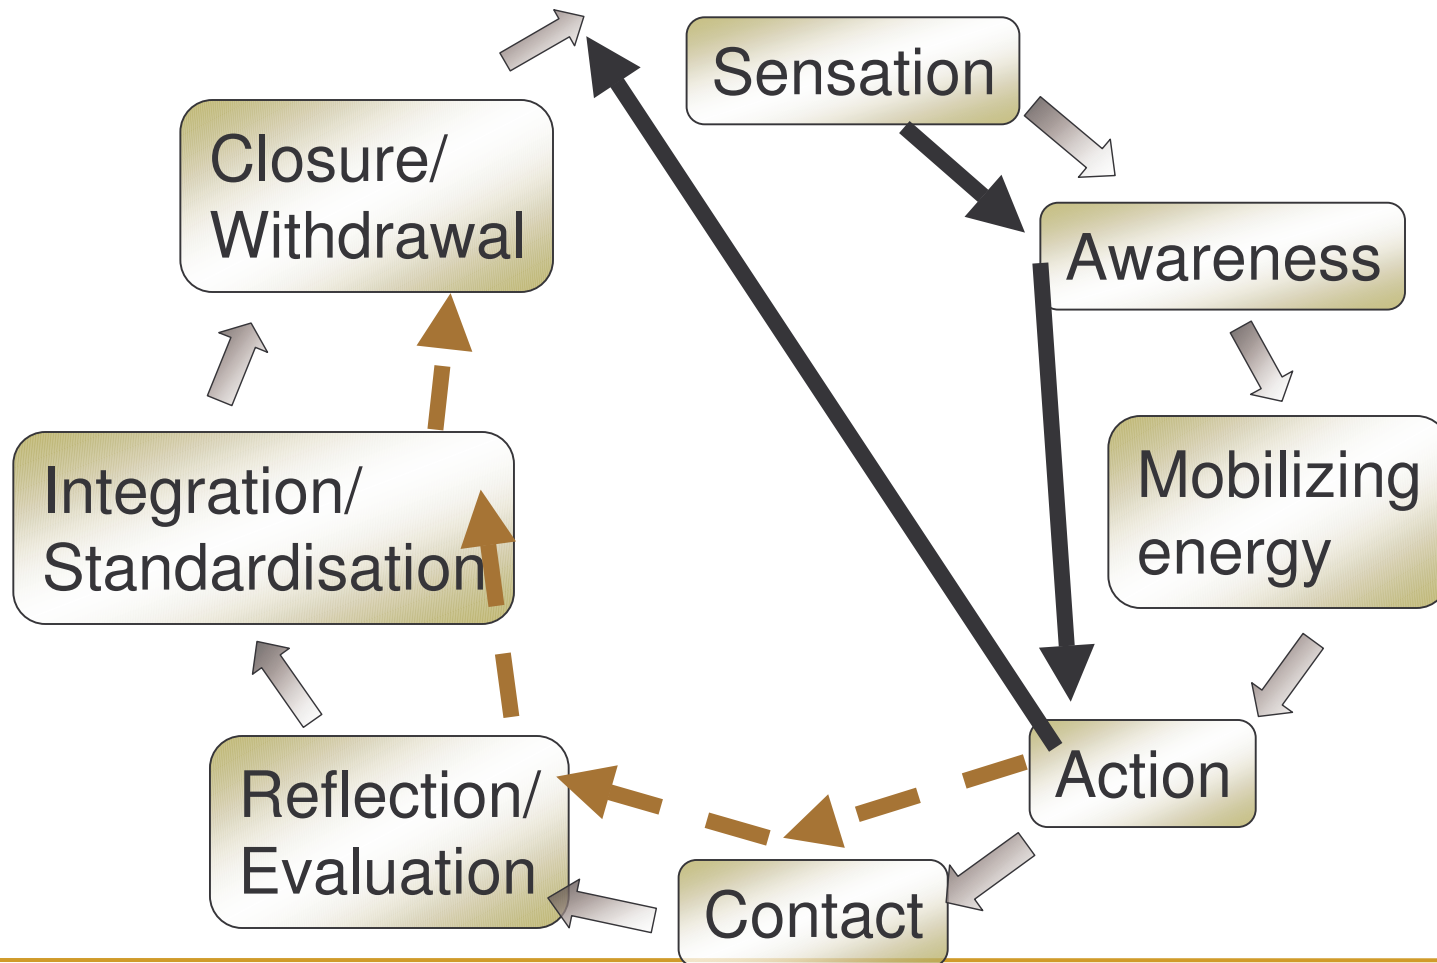 Sensation
Awareness
Mobilizing
energy
Action
Contact
Reflection/
Evaluation
Integration/
Standardisation
Closure/
Withdrawal